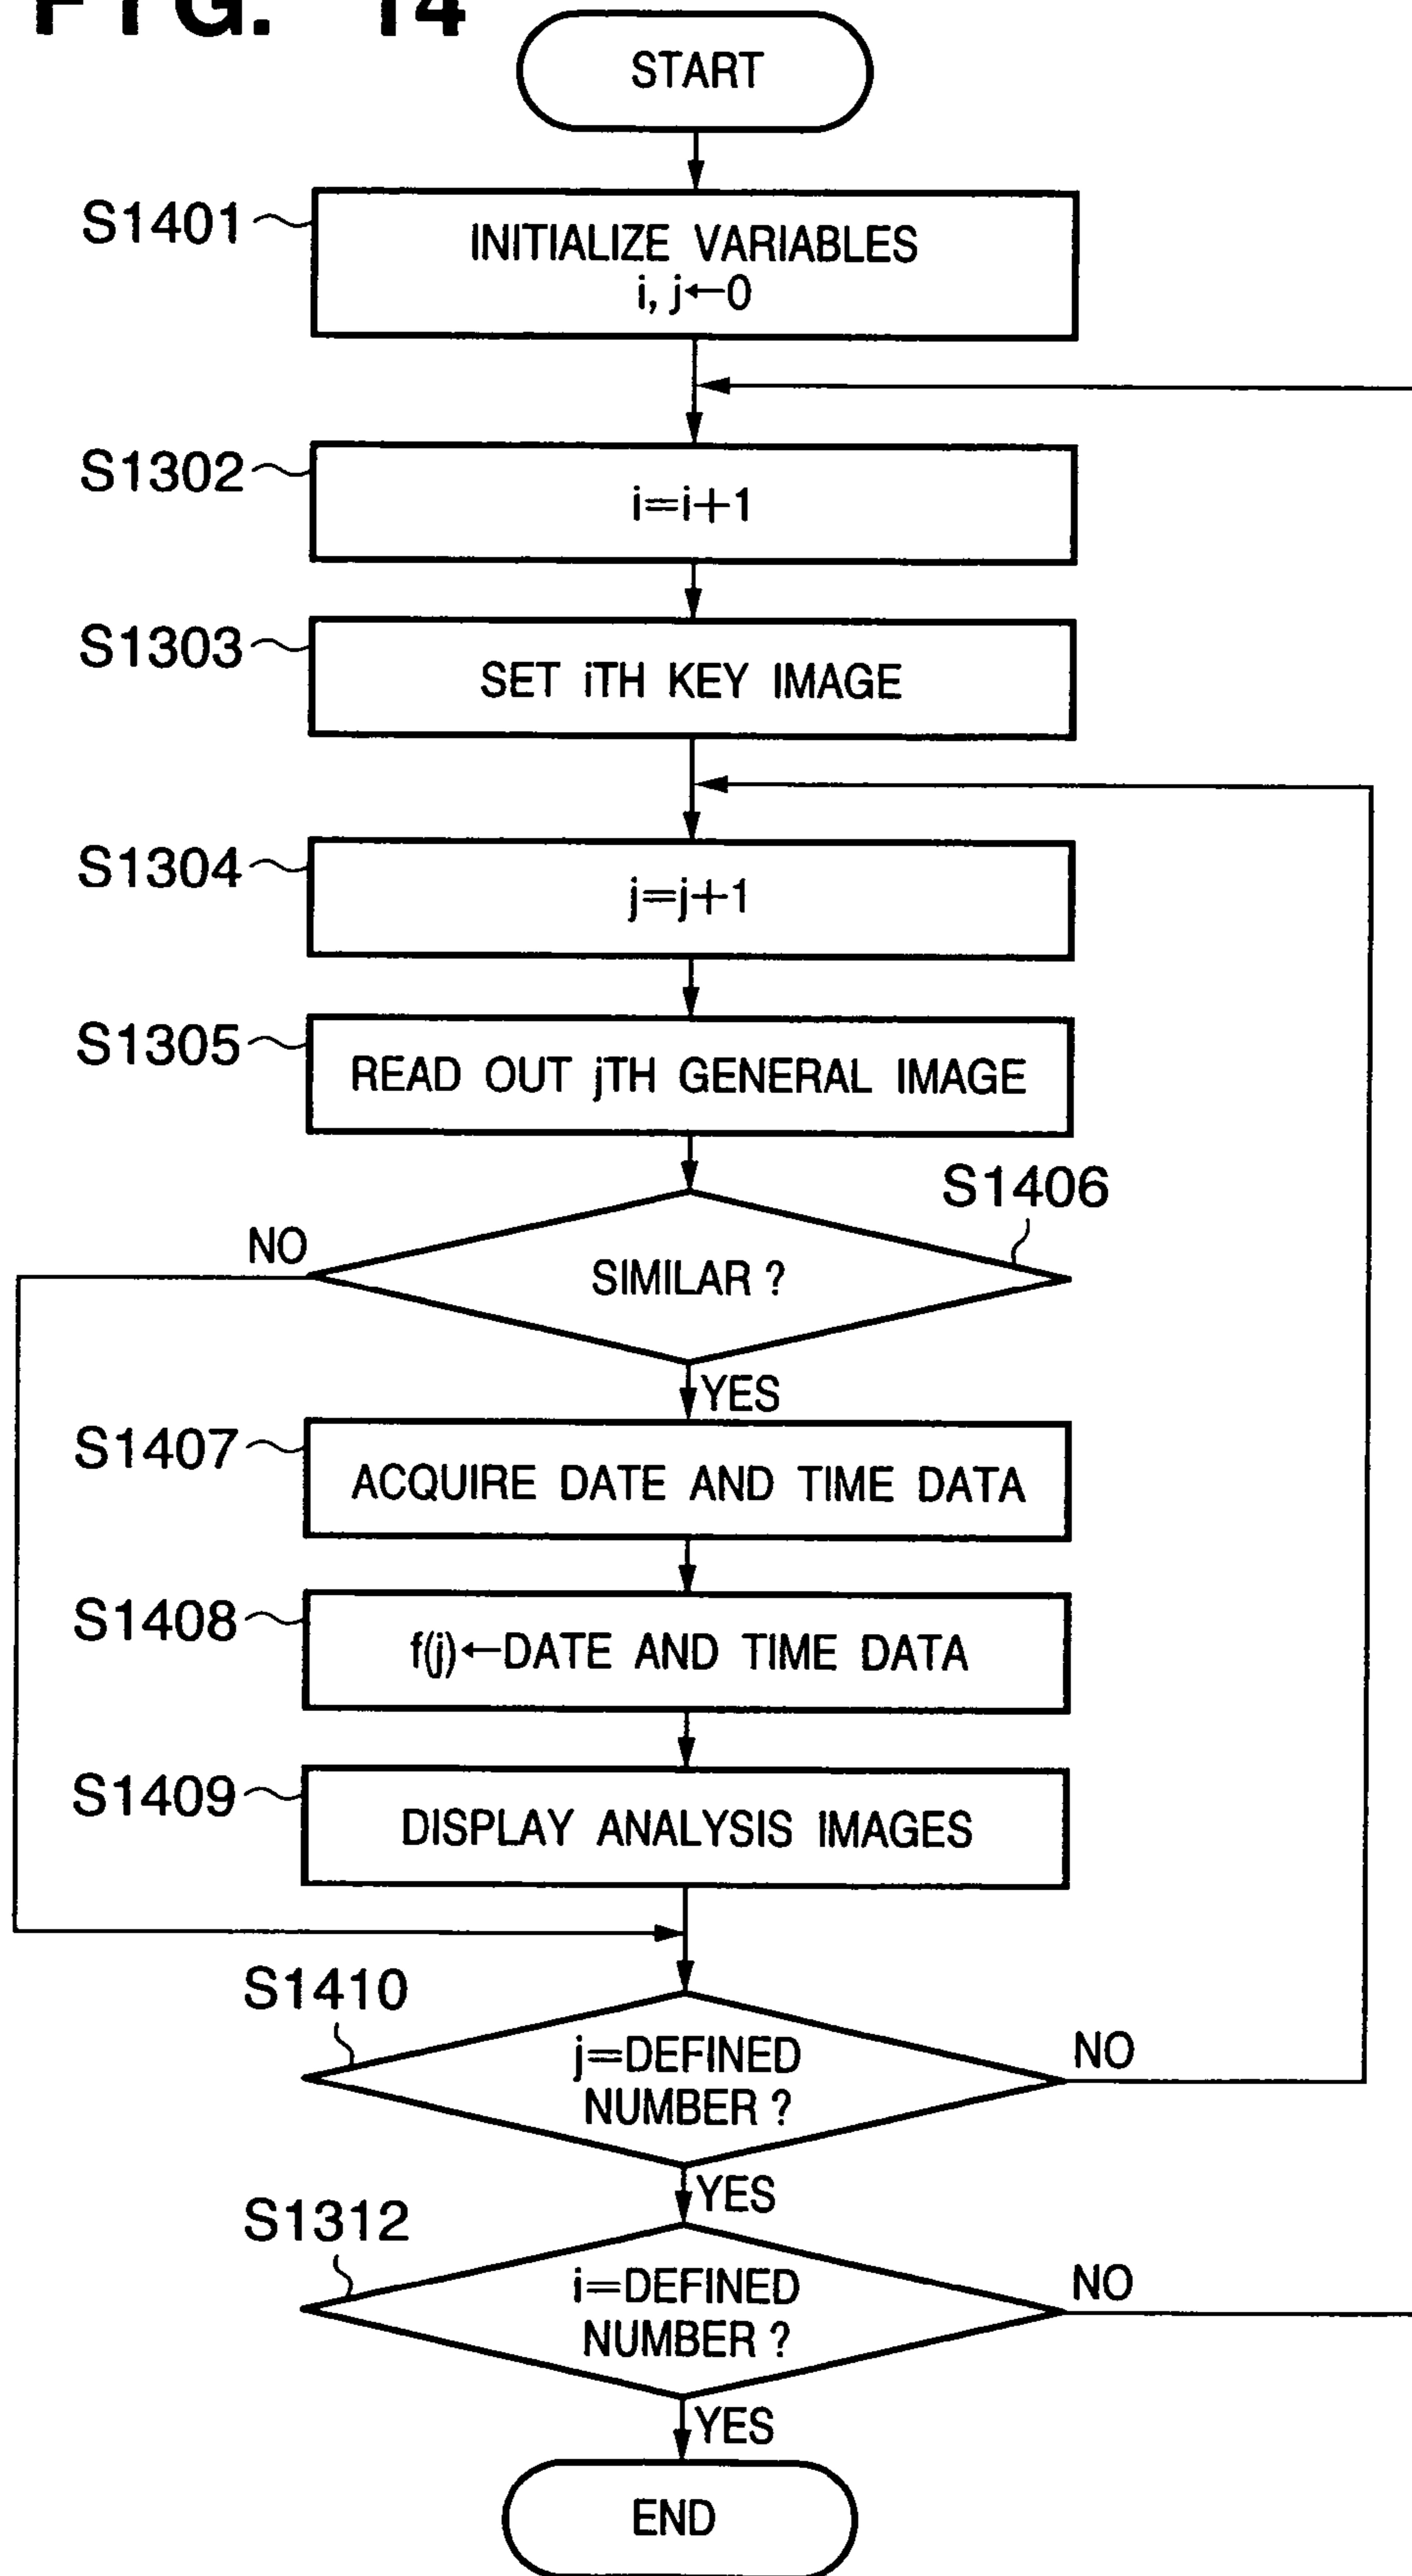 FIG. 14
START
S1401
INITIALIZE VARIABLES
i, j←0
S1302
i=i+1
S1303
SET iTH KEY IMAGE
S1304
j=j+1
S1305
READ OUT jTH GENERAL IMAGE
S1406
NO
SIMILAR ?
YES
S1407
ACQUIRE DATE AND TIME DATA
S1408
f(j)←DATE AND TIME DATA
S1409
DISPLAY ANALYSIS IMAGES
S1410
j=DEFINED
NUMBER ?
NO
YES
S1312
i=DEFINED
NUMBER ?
NO
YES
END